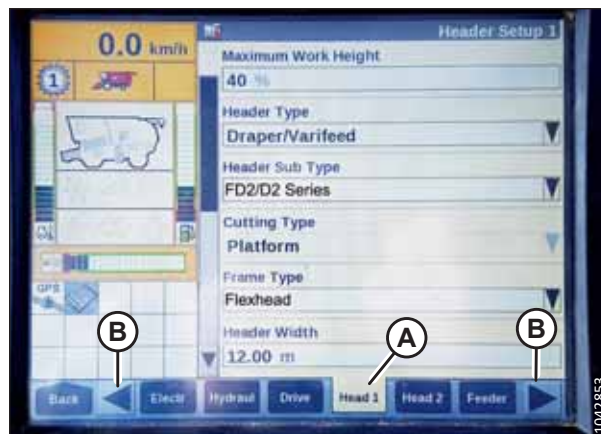 0.0 km/h
Header Setup 1
1
Maximum Work Height
40 %
Header Type
Draper/Varifeed
Header Sub Type
FD2/D2 Series
Cutting Type
Platform
Frame Type
Flexhead
GPS
Header Width
12.00 m
B
A
B
Back
Electr
Hydraul
Drive
Head 1
Head 2
Feeder
1042853